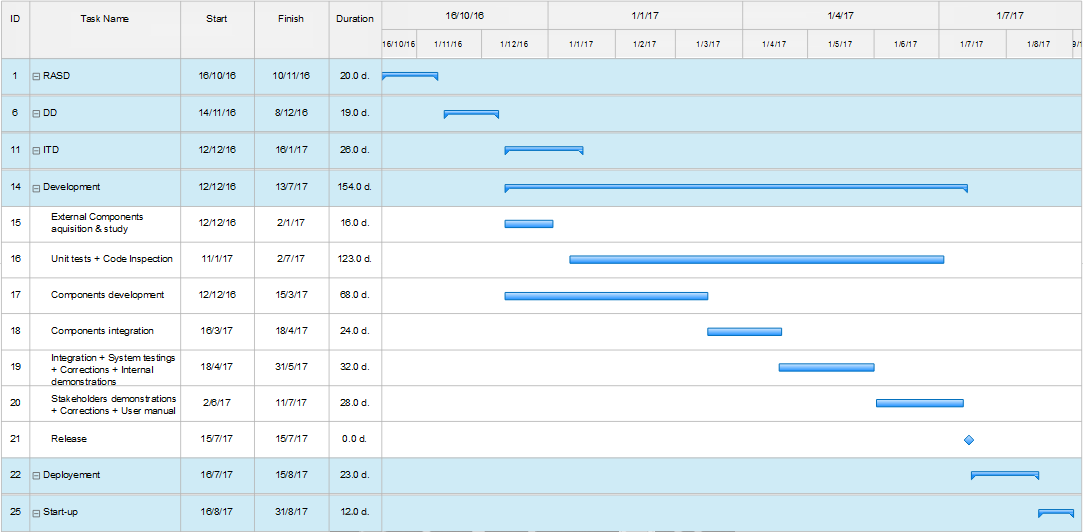 ID Task Name Start Finish Duration 16/10/16 1/1/17 1/4/17 1/7/17
16/10/16 1/11/16 1/12/16 1/1/17 1/2/17 1/3/17 1/4/17 1/5/17 1/6/17 1/7/17 1/8/17
1 RASD 16/10/16 10/11/16 20.0 d.
6 DD 14/11/16 8/12/16 19.0 d.
11 ITD 12/12/16 16/1/17 26.0 d.
14 Development 12/12/16 13/7/17 154.0 d.
15 External Components
aquisition & study 12/12/16 2/1/17 16.0 d.
16 Unit tests + Code Inspection 11/1/17 2/7/17 123.0 d.
17 Components development 12/12/16 15/3/17 68.0 d.
18 Components integration 16/3/17 18/4/17 24.0 d.
19 Integration + System testings
+ Corrections + Internal
demonstrations 18/4/17 31/5/17 32.0 d.
20 Stakeholders demonstrations
+ Corrections + User manual 2/6/17 11/7/17 28.0 d.
21 Release 15/7/17 15/7/17 0.0 d.
22 Deployement 16/7/17 15/8/17 23.0 d.
25 Start-up 16/8/17 31/8/17 12.0 d.